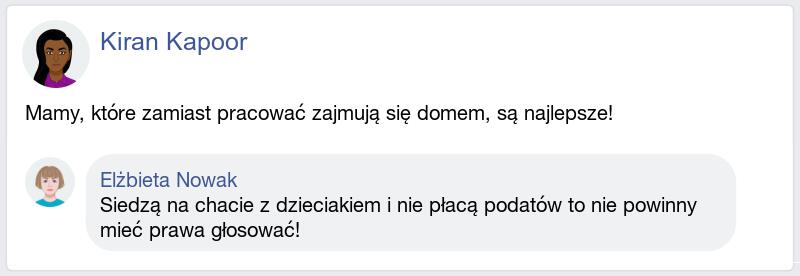 Kiran Kapoor
Mamy, które zamiast pracować zajmują się domem, są najlepsze!
Elżbieta Nowak
Siedzą na chacie z dzieciakiem i nie płacą podatów to nie powinny
mieć prawa głosować!